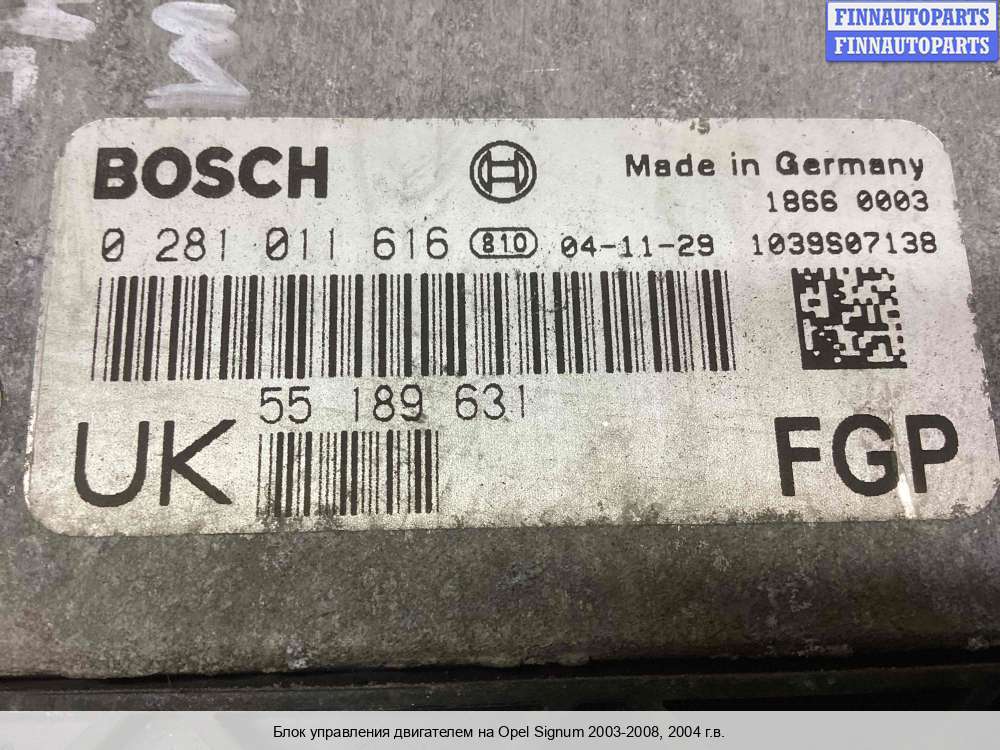 FINNAUTOPARTS
FINNAUTOPARTS
BOSCH Made in Germany
1866 0003
0 281 011 616 810 04-11-29 1039S07138
55 189 631
UK FGP
Блок управления двигателем на Opel Signum 2003-2008, 2004 г.в.